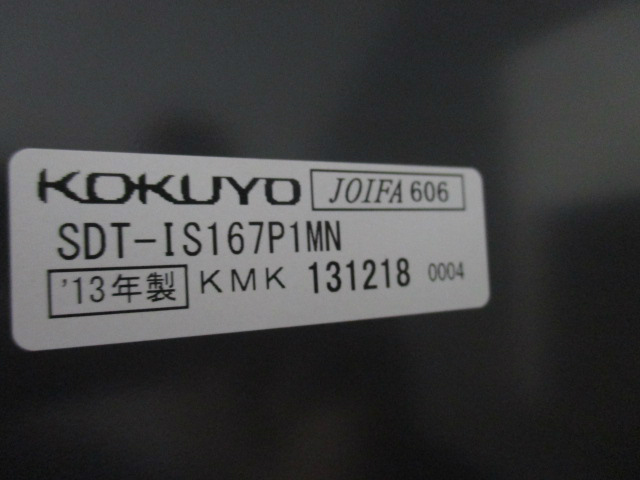 KOKUYO JOIFA 606
SDT-IS167P1MN
'13年製 KMK 131218 0004